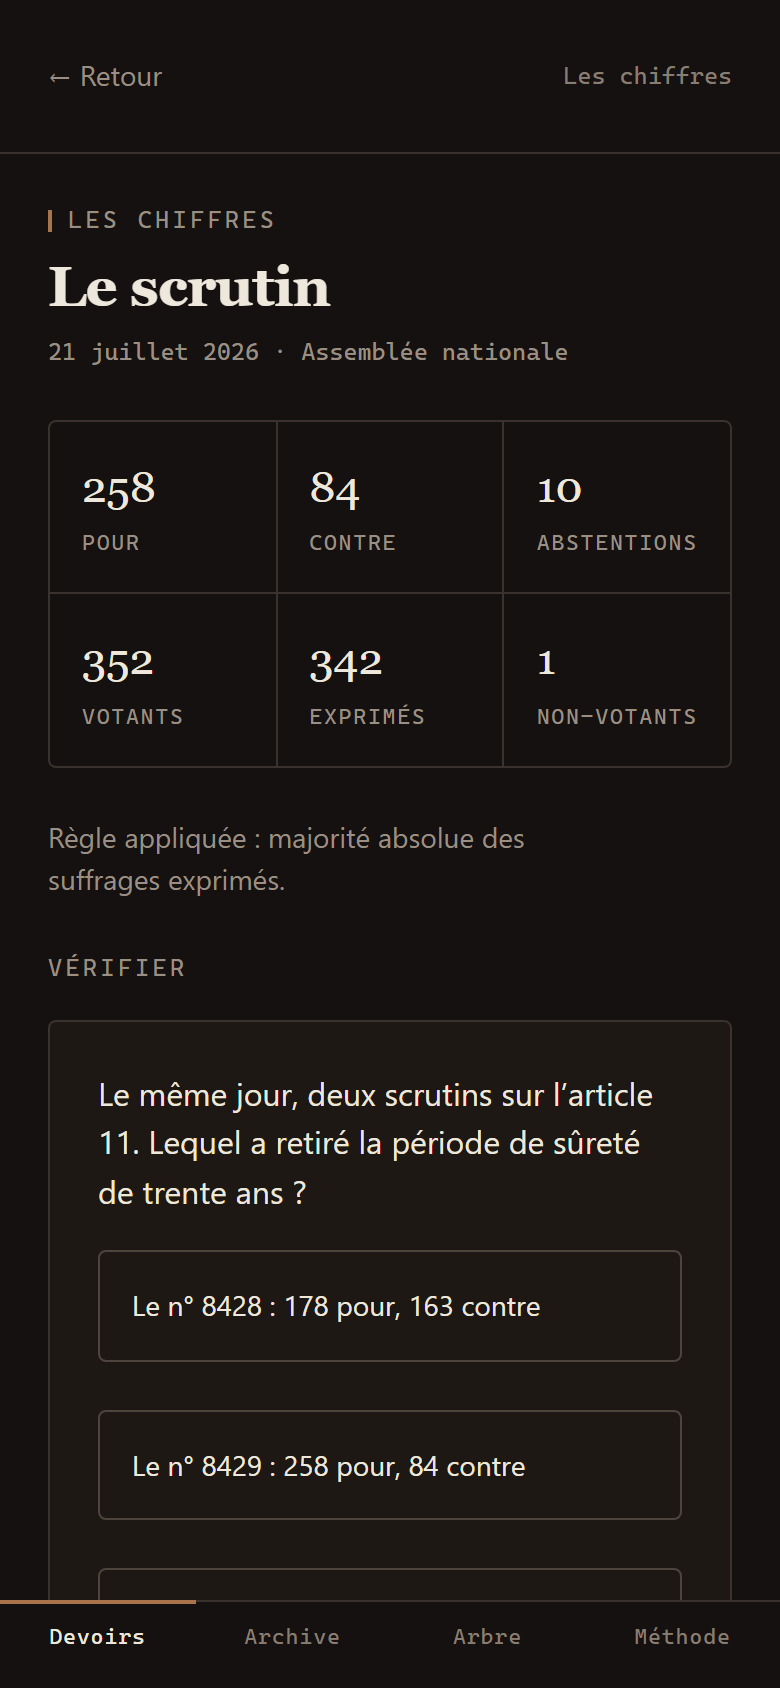 ← Retour
Les chiffres
LES CHIFFRES
Le scrutin
21 juillet 2026 · Assemblée nationale
258
84
10
POUR
CONTRE
ABSTENTIONS
352
342
1
VOTANTS
EXPRIMÉS
NON-VOTANTS
Règle appliquée : majorité absolue des
suffrages exprimés.
VÉRIFIER
Le même jour, deux scrutins sur l’article
11. Lequel a retiré la période de sûreté
de trente ans ?
Le n° 8428 : 178 pour, 163 contre
Le n° 8429 : 258 pour, 84 contre
Devoirs
Archive
Arbre
Méthode